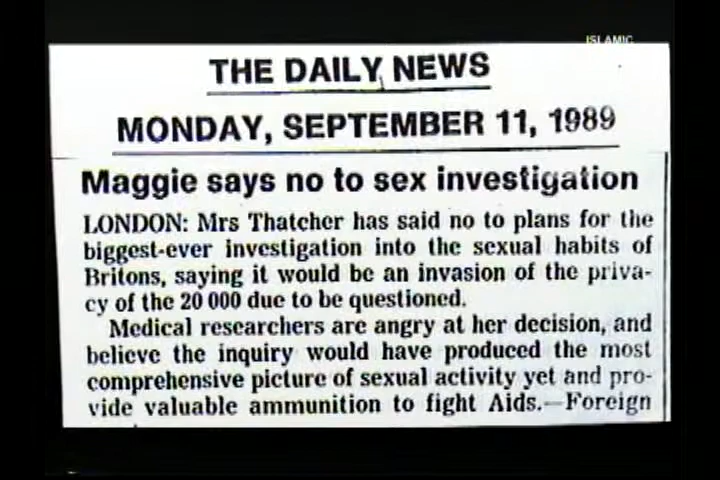 ISLAMIC
THE DAILY NEWS
MONDAY, SEPTEMBER 11, 1989
Maggie says no to sex investigation
LONDON: Mrs Thatcher has said no to plans for the
biggest-ever investigation into the sexual habits of
Britons, saying it would be an invasion of the priva-
cy of the 20 000 due to be questioned.
Medical researchers are angry at her decision, and
believe the inquiry would have produced the most
comprehensive picture of sexual activity yet and pro-
vide valuable ammunition to fight Aids.—Foreign